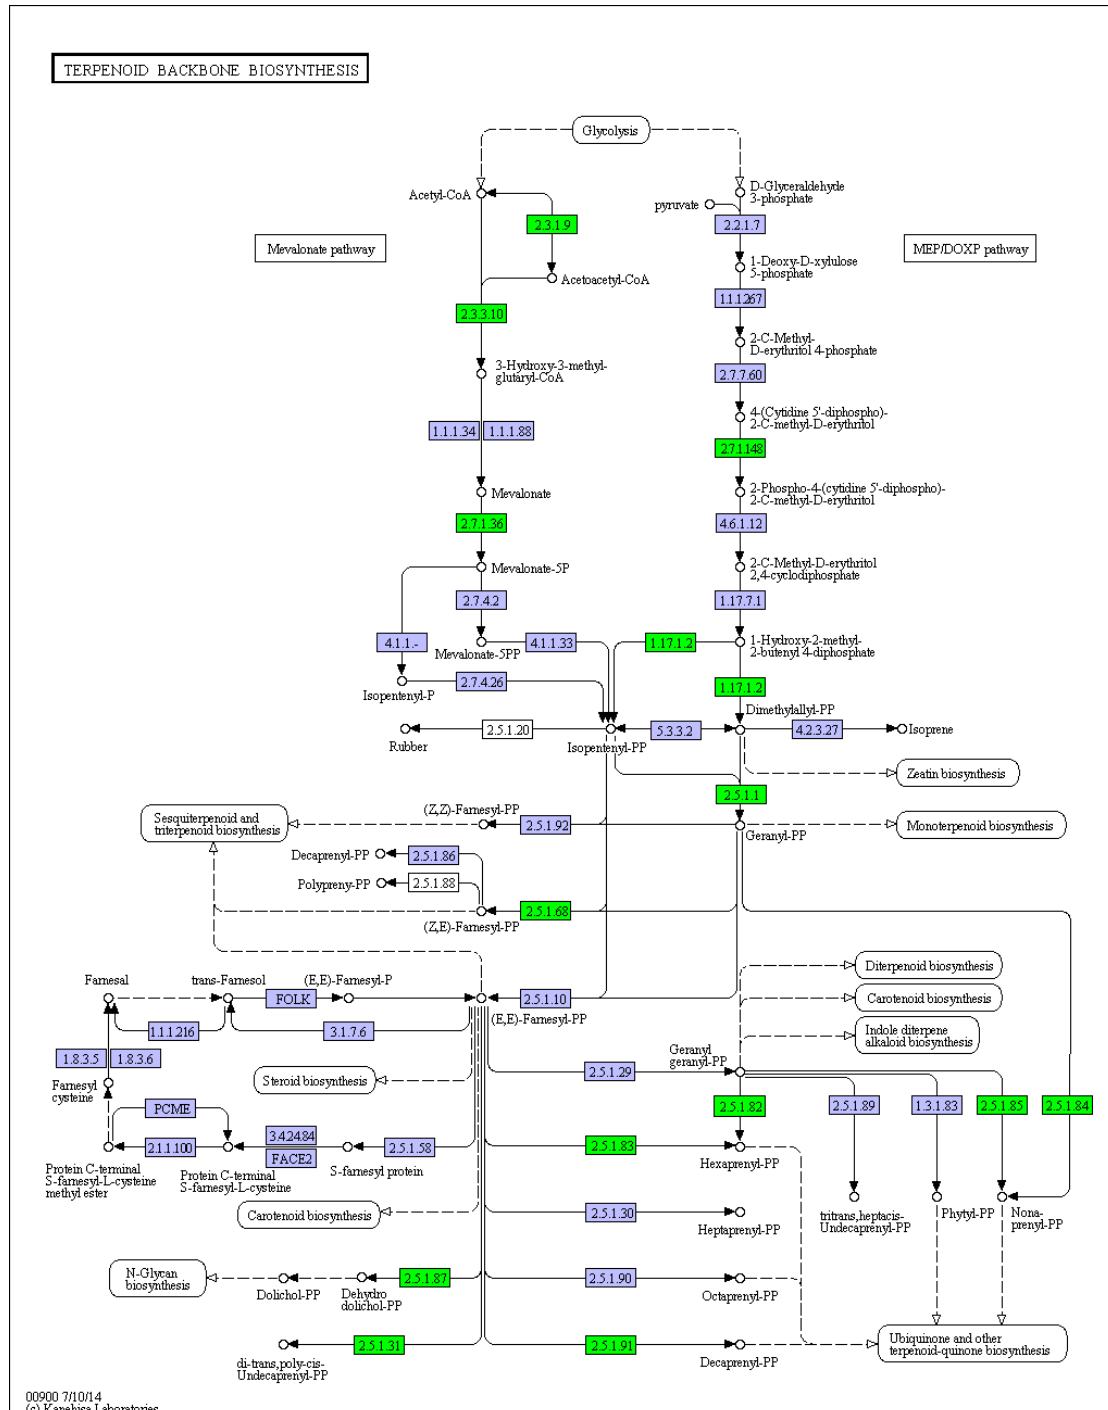 TERPENOID BACKBONE BIOSYNTHESIS
Glycolysis
Acetyl-CoA
D-Glyceraldehyde
3-phosphate
pyruvate
2.3.1.9
2.2.1.7
Mevalonate pathway
MEP/DOXP pathway
1-Deoxy-D-xylulose
5-phosphate
Acetoacetyl-CoA
1.1.1.267
2.3.3.10
2-C-Methyl-
D-erythritol 4-phosphate
3-Hydroxy-3-methyl-
glutaryl-CoA
2.7.7.60
4-(Cytidine 5'-diphospho)-
2-C-methyl-D-erythritol
1.1.1.34
1.1.1.88
2.7.1.148
Mevalonate
2-Phospho-4-(cytidine 5'-diphospho)-
2-C-methyl-D-erythritol
2.7.1.36
4.6.1.12
Mevalonate-5P
2-C-Methyl-D-erythritol
2,4-cyclodiphosphate
2.7.4.2
1.17.7.1
4.1.1.-
4.1.1.33
1.17.1.2
Mevalonate-5PP
1-Hydroxy-2-methyl-
2-butenyl 4-diphosphate
2.7.4.26
1.17.1.2
Isopentenyl-P
Dimethylallyl-PP
2.5.1.20
5.3.3.2
4.2.3.27
Isoprene
Rubber
Isopentenyl-PP
Zeatin biosynthesis
2.5.1.1
(Z,Z)-Farnesyl-PP
Sesquiterpenoid and
triterpenoid biosynthesis
2.5.1.92
Geranyl-PP
Monoterpenoid biosynthesis
Decaprenyl-PP
2.5.1.86
Polypreny-PP
2.5.1.88
2.5.1.68
(Z,E)-Farnesyl-PP
Diterpenoid biosynthesis
Farnesal
trans-Farnesol
(E,E)-Farnesyl-P
FOLK
2.5.1.10
Carotenoid biosynthesis
(E,E)-Farnesyl-PP
1.1.1.216
3.1.7.6
Indole diterpene
alkaloid biosynthesis
1.8.3.5
1.8.3.6
Geranyl
geranyl-PP
2.5.1.29
Steroid biosynthesis
Farnesyl
cysteine
PCME
2.5.1.82
2.5.1.89
1.3.1.83
2.5.1.85
2.5.1.84
3.4.24.84
2.1.1.100
FACE2
2.5.1.58
2.5.1.83
Protein C-terminal
S-farnesyl-L-cysteine
methyl ester
Protein C-terminal
S-farnesyl-L-cysteine
S-farnesyl protein
Hexaprenyl-PP
Carotenoid biosynthesis
2.5.1.30
Heptaprenyl-PP
tritrans,heptacis-
Undecaprenyl-PP
Phytyl-PP
Nona-
prenyl-PP
N-Glycan
biosynthesis
2.5.1.87
2.5.1.90
Dolichol-PP
Dehydro
dolichol-PP
Octaprenyl-PP
2.5.1.31
2.5.1.91
Ubiquinone and other
terpenoid-quinone biosynthesis
di-trans,poly-cis-
Undecaprenyl-PP
Decaprenyl-PP
00900 7/10/14
(c) Kanehisa Laboratories